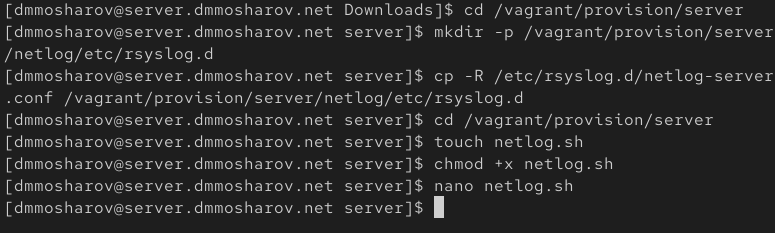 [dmmosharov@server.dmmosharov.net Downloads]$ cd /vagrant/provision/server
[dmmosharov@server.dmmosharov.net server]$ mkdir -p /vagrant/provision/server
/netlog/etc/rsyslog.d
[dmmosharov@server.dmmosharov.net server]$ cp -R /etc/rsyslog.d/netlog-server
.conf /vagrant/provision/server/netlog/etc/rsyslog.d
[dmmosharov@server.dmmosharov.net server]$ cd /vagrant/provision/server
[dmmosharov@server.dmmosharov.net server]$ touch netlog.sh
[dmmosharov@server.dmmosharov.net server]$ chmod +x netlog.sh
[dmmosharov@server.dmmosharov.net server]$ nano netlog.sh
[dmmosharov@server.dmmosharov.net server]$